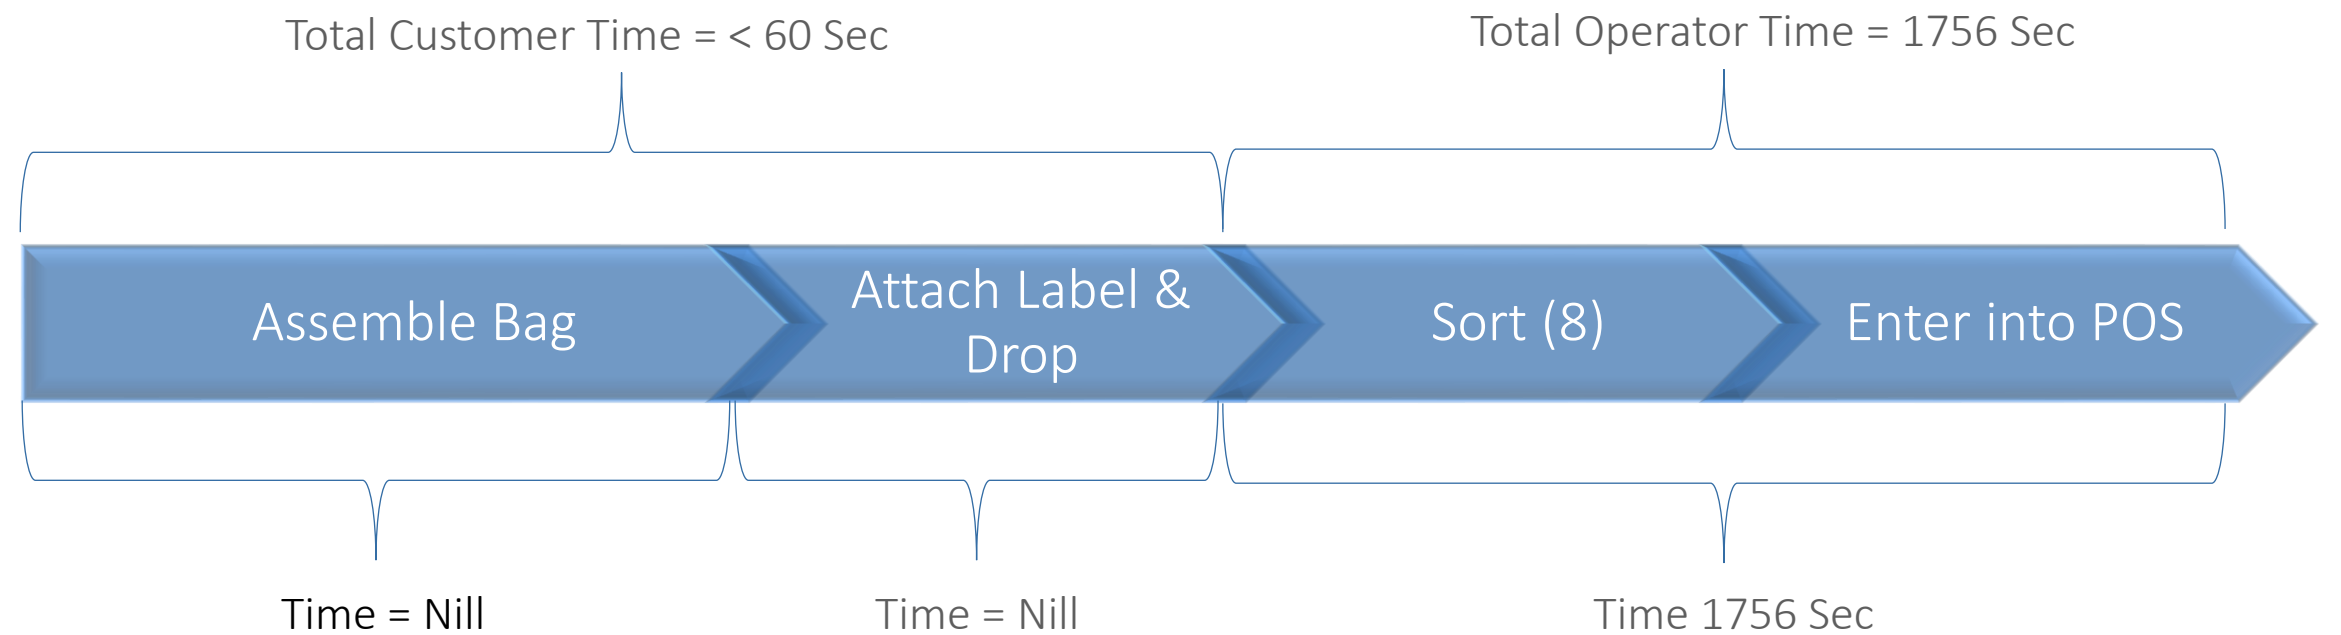 Total Customer Time = < 60 Sec
Total Operator Time = 1756 Sec
Assemble Bag
Attach Label &
Drop
Sort (8)
Enter into POS
Time = Nill
Time = Nill
Time 1756 Sec